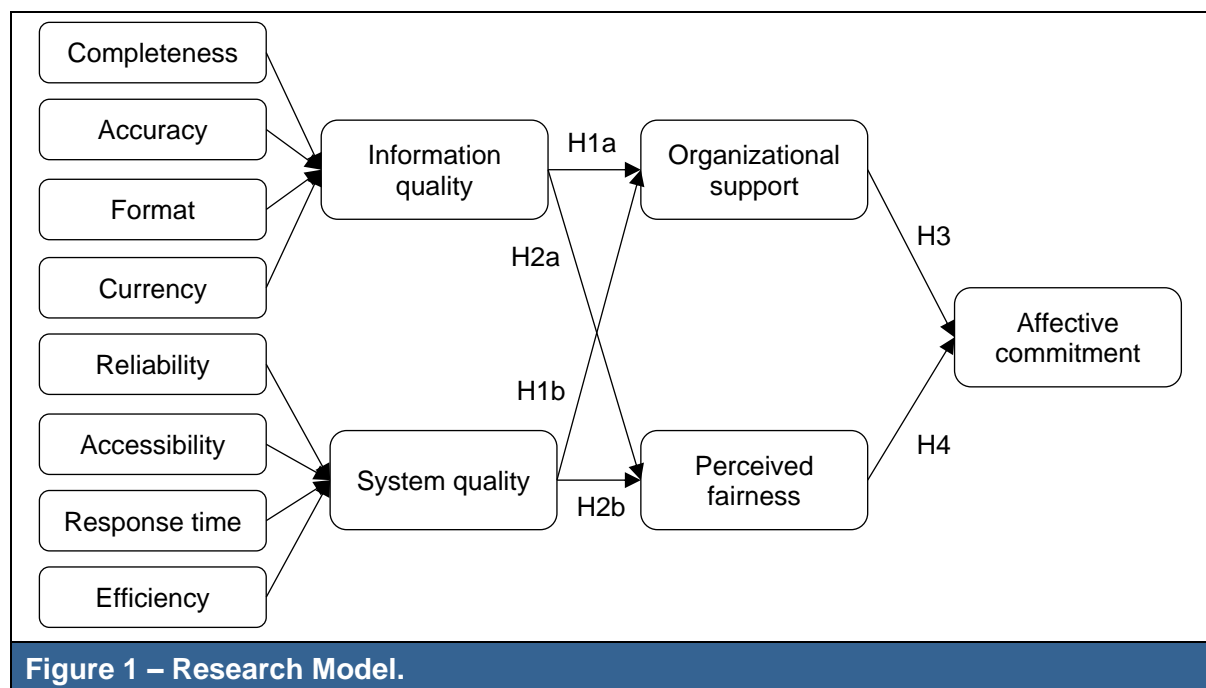 Completeness
Accuracy
Format
Currency
Reliability
Accessibility
Response time
Efficiency
Information
quality
System quality
H1a
H2a
H1b
H2b
Organizational
support
Perceived
fairness
H3
H4
Affective
commitment
Figure 1 – Research Model.